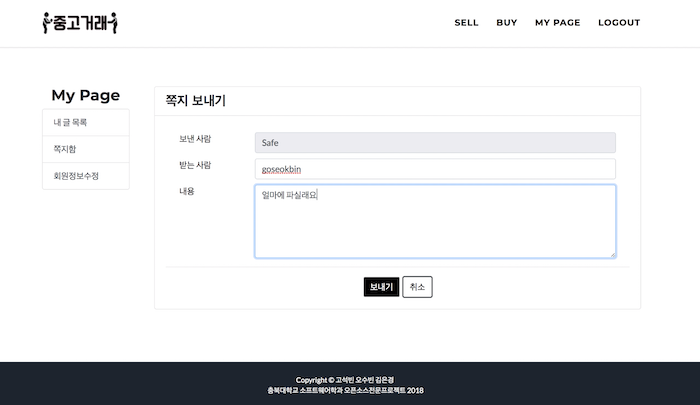 중고거래
SELL BUY MY PAGE LOGOUT
My Page
내 글 목록
쪽지함
회원정보수정
쪽지 보내기
보낸 사람 Safe
받는 사람 goseokbin
내용 얼마에 파실래요
보내기 취소
Copyright © 고석빈 오수빈 김은경
충북대학교 소프트웨어학과 오픈소스전문프로젝트 2018